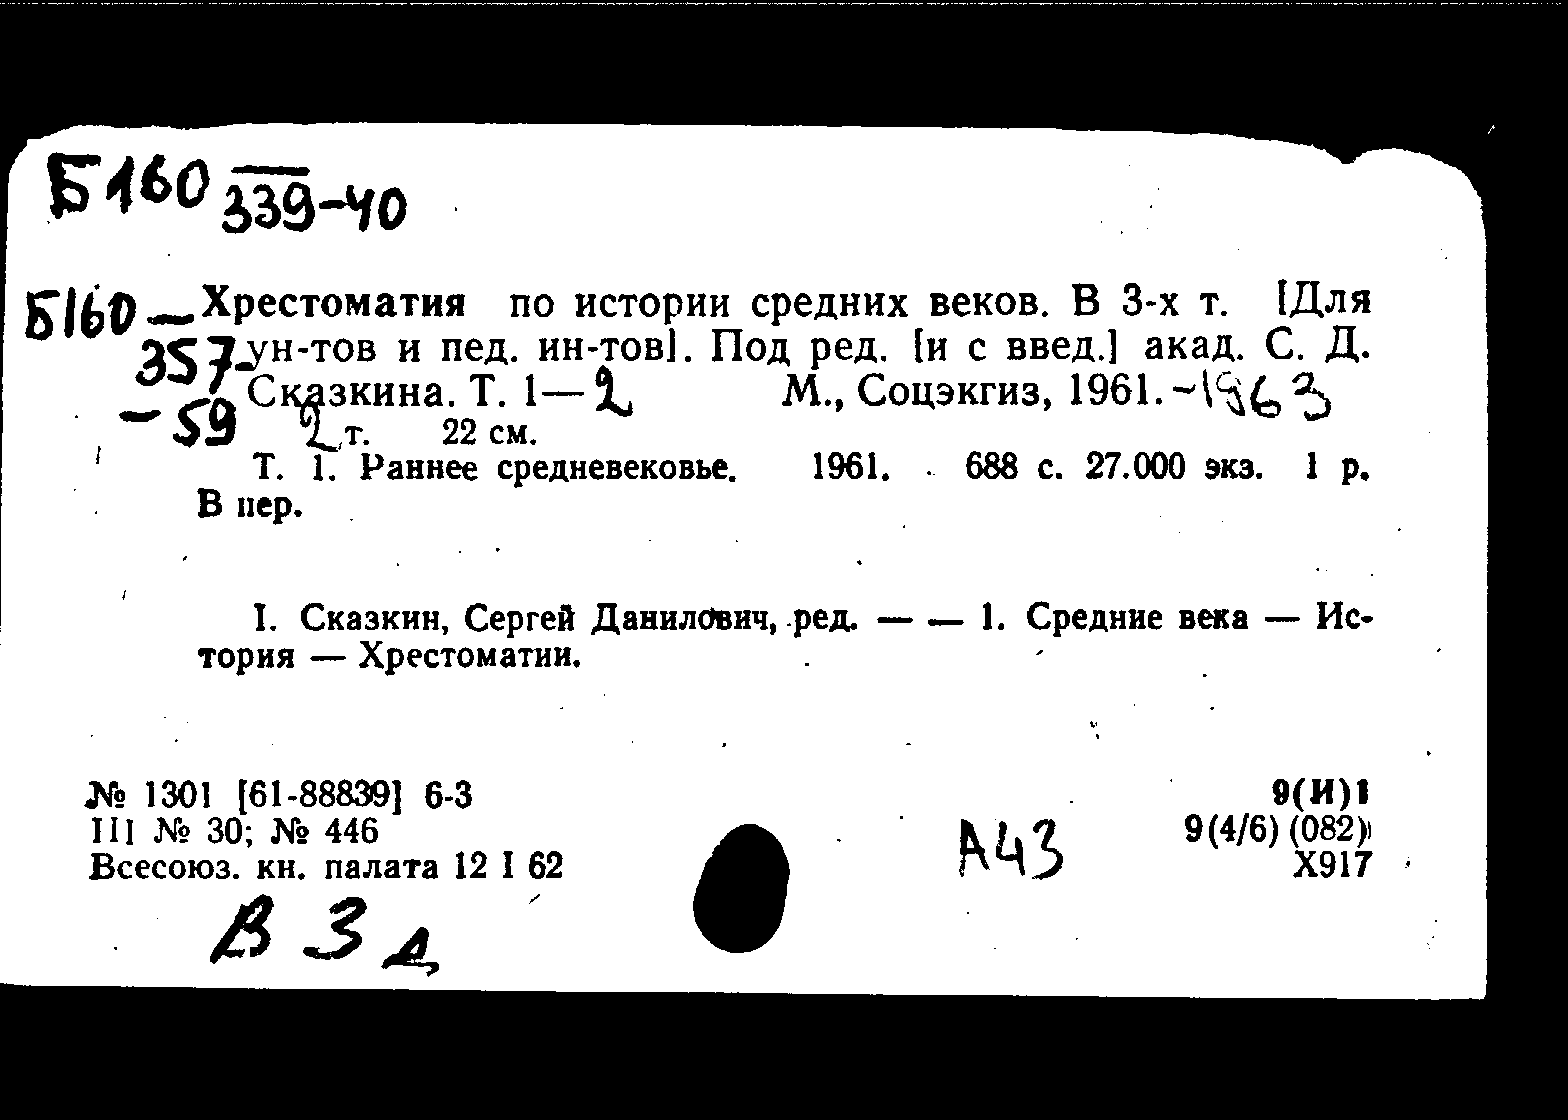 Б160 339-40
Б160 — Хрестоматия по истории средних веков. В 3-х т. [Для
357- ун-тов и пед. ин-тов]. Под ред. [и с введ.] акад. С. Д.
Сказкина. Т. 1—2 М., Соцэкгиз, 1961.-1963
-59 2 т. 22 см.
Т. 1. Раннее средневековье. 1961. 688 с. 27.000 экз. 1 р.
В пер.
I. Сказкин, Сергей Данилович, ред. — — 1. Средние века — Ис-
тория — Хрестоматии.
№ 1301 [61-88839] 6-3
III № 30; № 446
Всесоюз. кн. палата 12 I 62
9(И)1
9(4/6) (082)
Х917
А43
В 3 д